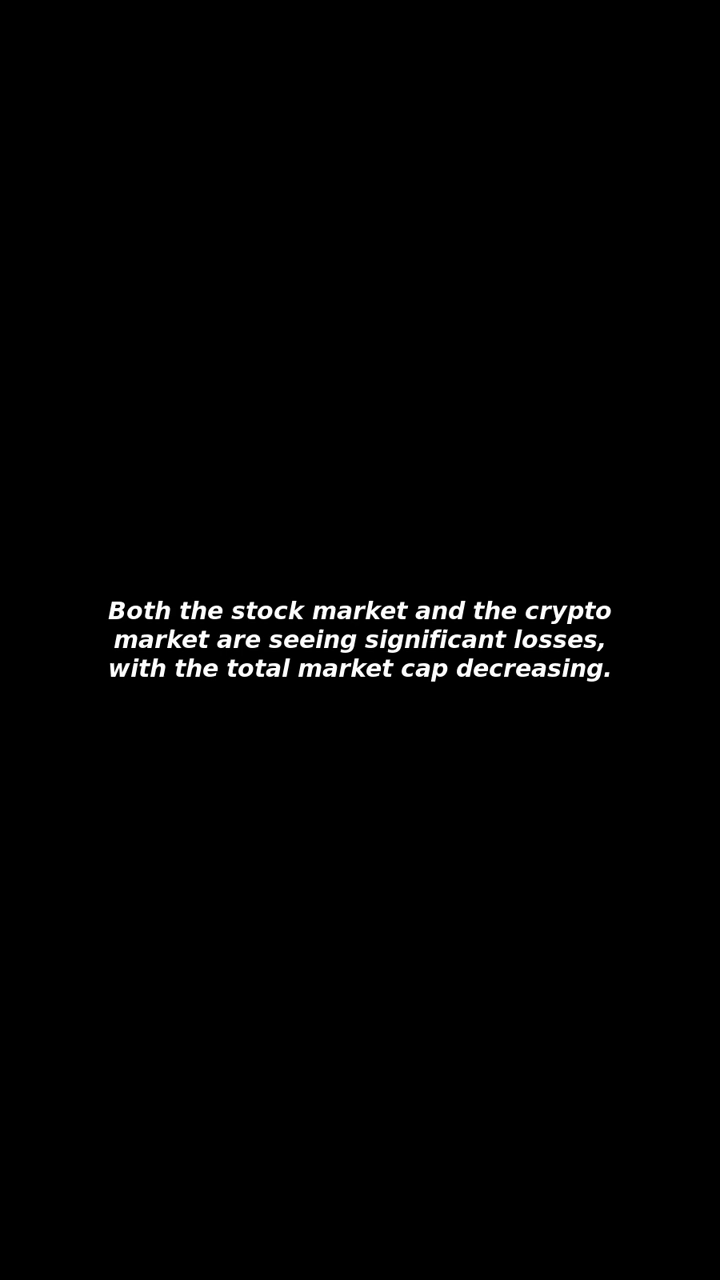 Both the stock market and the crypto
market are seeing significant losses,
with the total market cap decreasing.